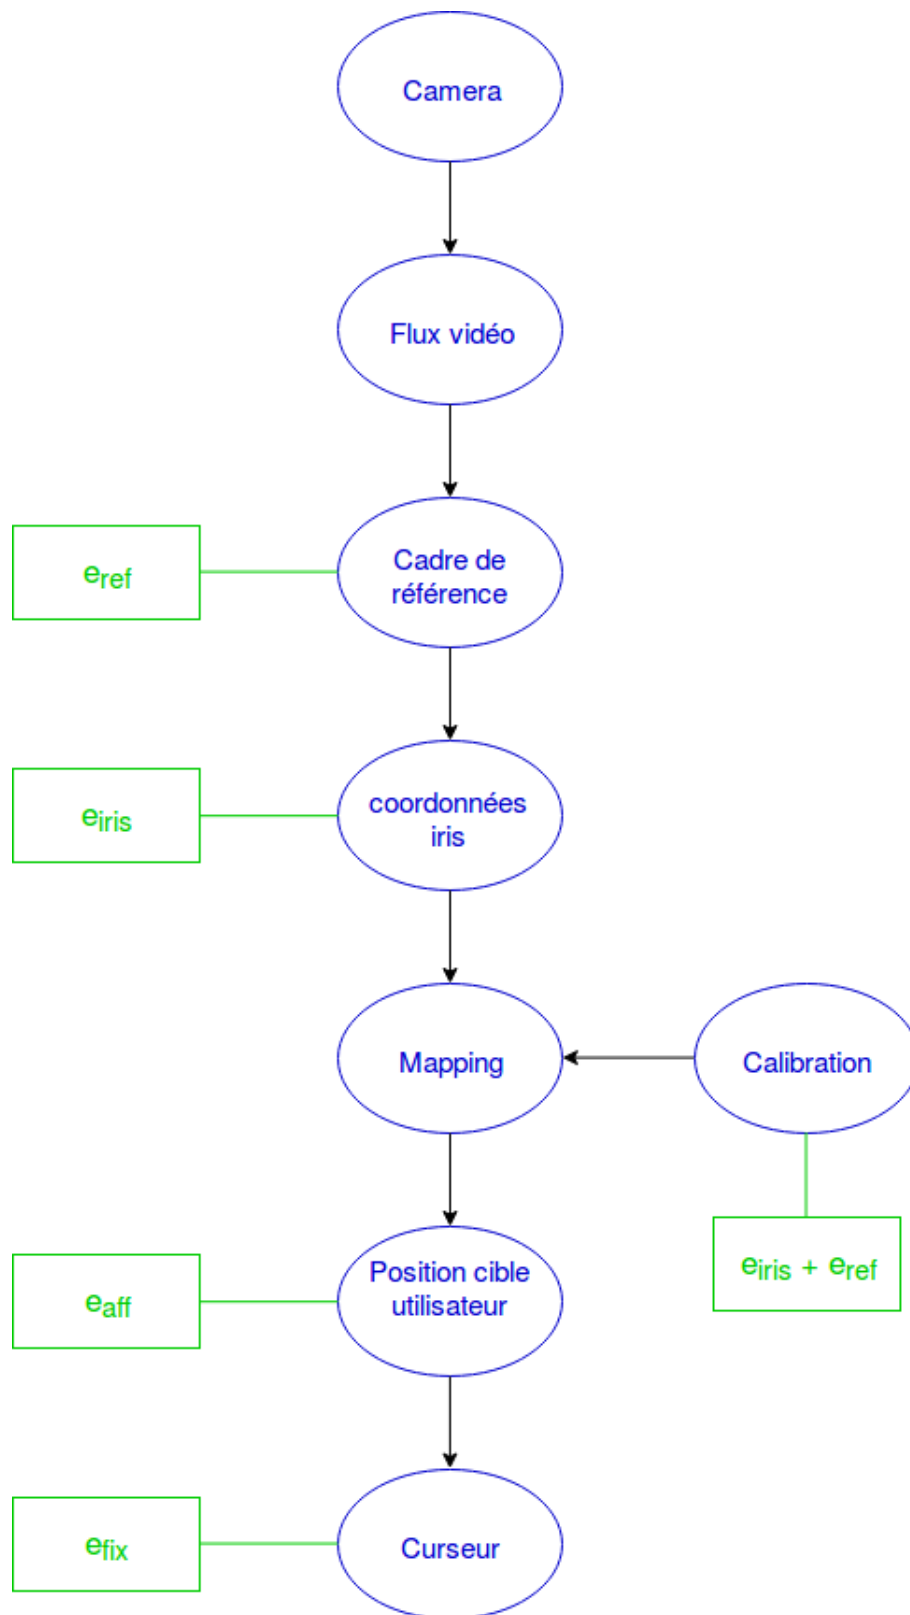 Camera
Flux vidéo
eref
Cadre de
référence
eiris
coordonnées
iris
Mapping
Calibration
eaff
Position cible
utilisateur
eiris + eref
efix
Curseur